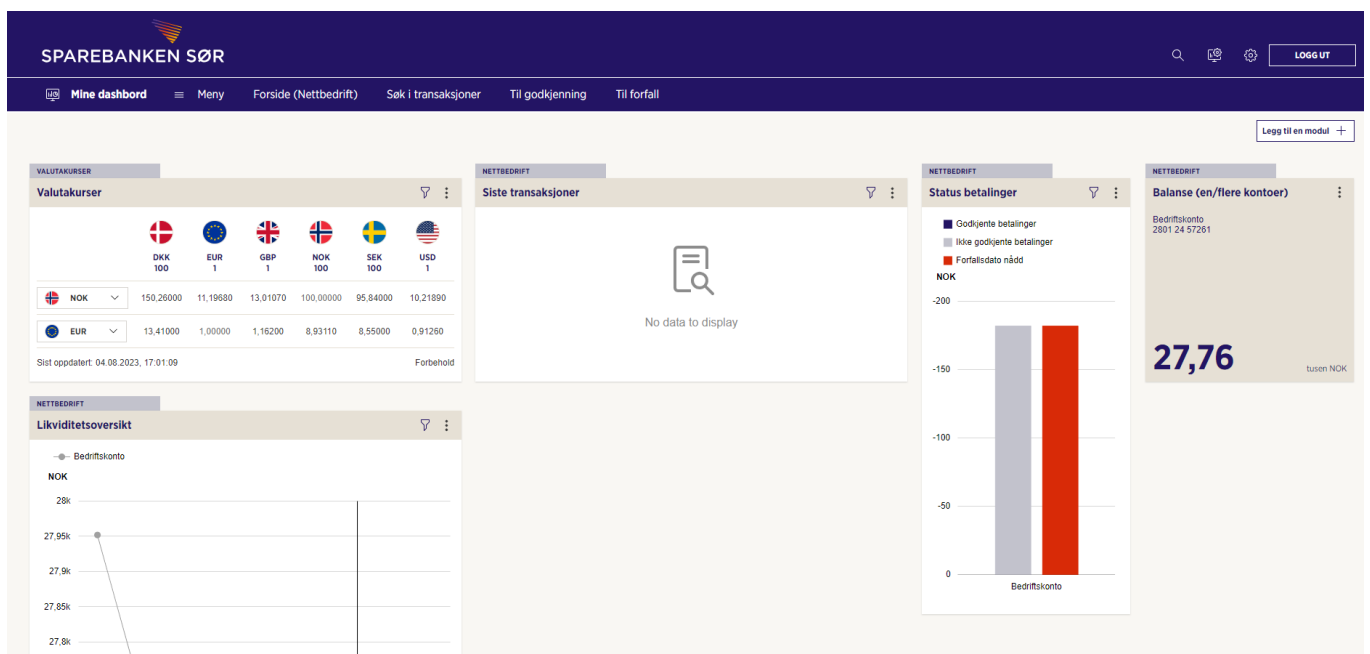 SPAREBANKEN SØR
LOGG UT
Mine dashbord Meny Forside (Nettbedrift) Søk i transaksjoner Til godkjenning Til forfall
Legg til en modul
VALUTAKURSER
Valutakurser
DKK EUR GBP NOK SEK USD
100 1 1 100 100 1
NOK 150,26000 11,19680 13,01070 100,00000 95,84000 10,21890
EUR 13,41000 1,00000 1,16200 8,93110 8,55000 0,91260
Sist oppdatert: 04.08.2023, 17:01:09 Forbehold
NETTBEDRIFT
Siste transaksjoner
No data to display
NETTBEDRIFT
Status betalinger
Godkjente betalinger
Ikke godkjente betalinger
Forfallsdato nådd
NOK
-200
-150
-100
-50
0
Bedriftskonto
NETTBEDRIFT
Balanse (en/flere kontoer)
Bedriftskonto
2801 24 57261
27,76 tusen NOK
NETTBEDRIFT
Likviditetsoversikt
Bedriftskonto
NOK
28k
27,95k
27,9k
27,85k
27,8k